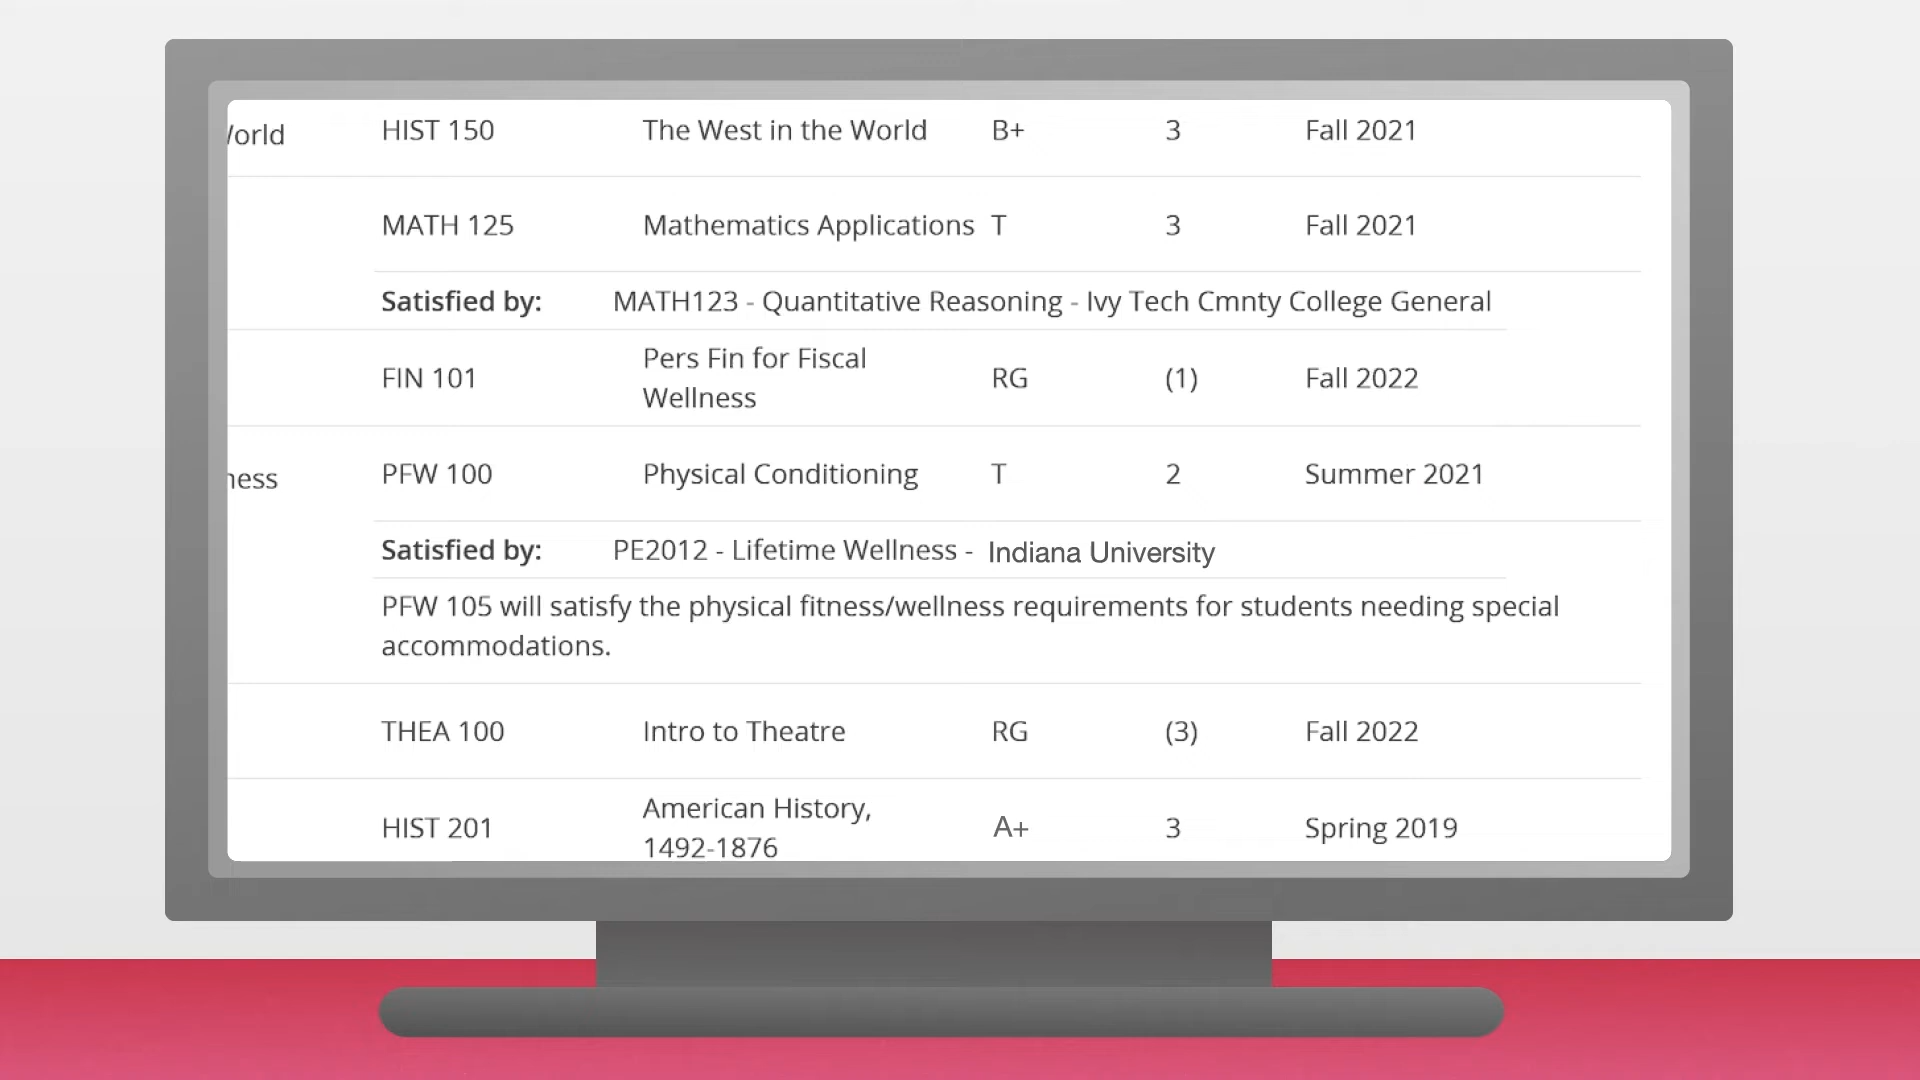 World HIST 150 The West in the World B+ 3 Fall 2021
MATH 125 Mathematics Applications T 3 Fall 2021
Satisfied by: MATH123 - Quantitative Reasoning - Ivy Tech Cmnty College General
FIN 101 Pers Fin for Fiscal
Wellness RG (1) Fall 2022
ness PFW 100 Physical Conditioning T 2 Summer 2021
Satisfied by: PE2012 - Lifetime Wellness - Indiana University
PFW 105 will satisfy the physical fitness/wellness requirements for students needing special
accommodations.
THEA 100 Intro to Theatre RG (3) Fall 2022
HIST 201 American History,
1492-1876 A+ 3 Spring 2019